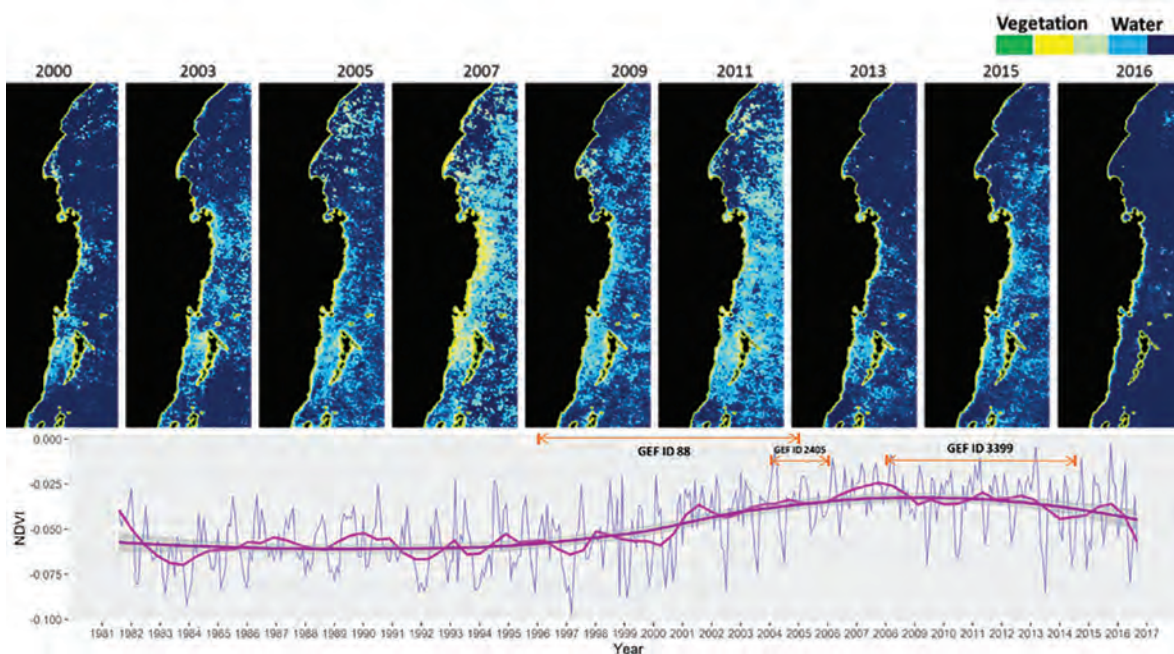 Vegetation Water
2000 2003 2005 2007 2009 2011 2013 2015 2016
0.000
-0.025
-0.050
-0.075
-0.100
NDVI
GEF ID 88
GEF ID 2405
GEF ID 3399
1981 1982 1983 1984 1985 1986 1987 1988 1989 1990 1991 1992 1993 1994 1995 1996 1997 1998 1999 2000 2001 2002 2003 2004 2005 2006 2007 2008 2009 2010 2011 2012 2013 2014 2015 2016 2017
Year